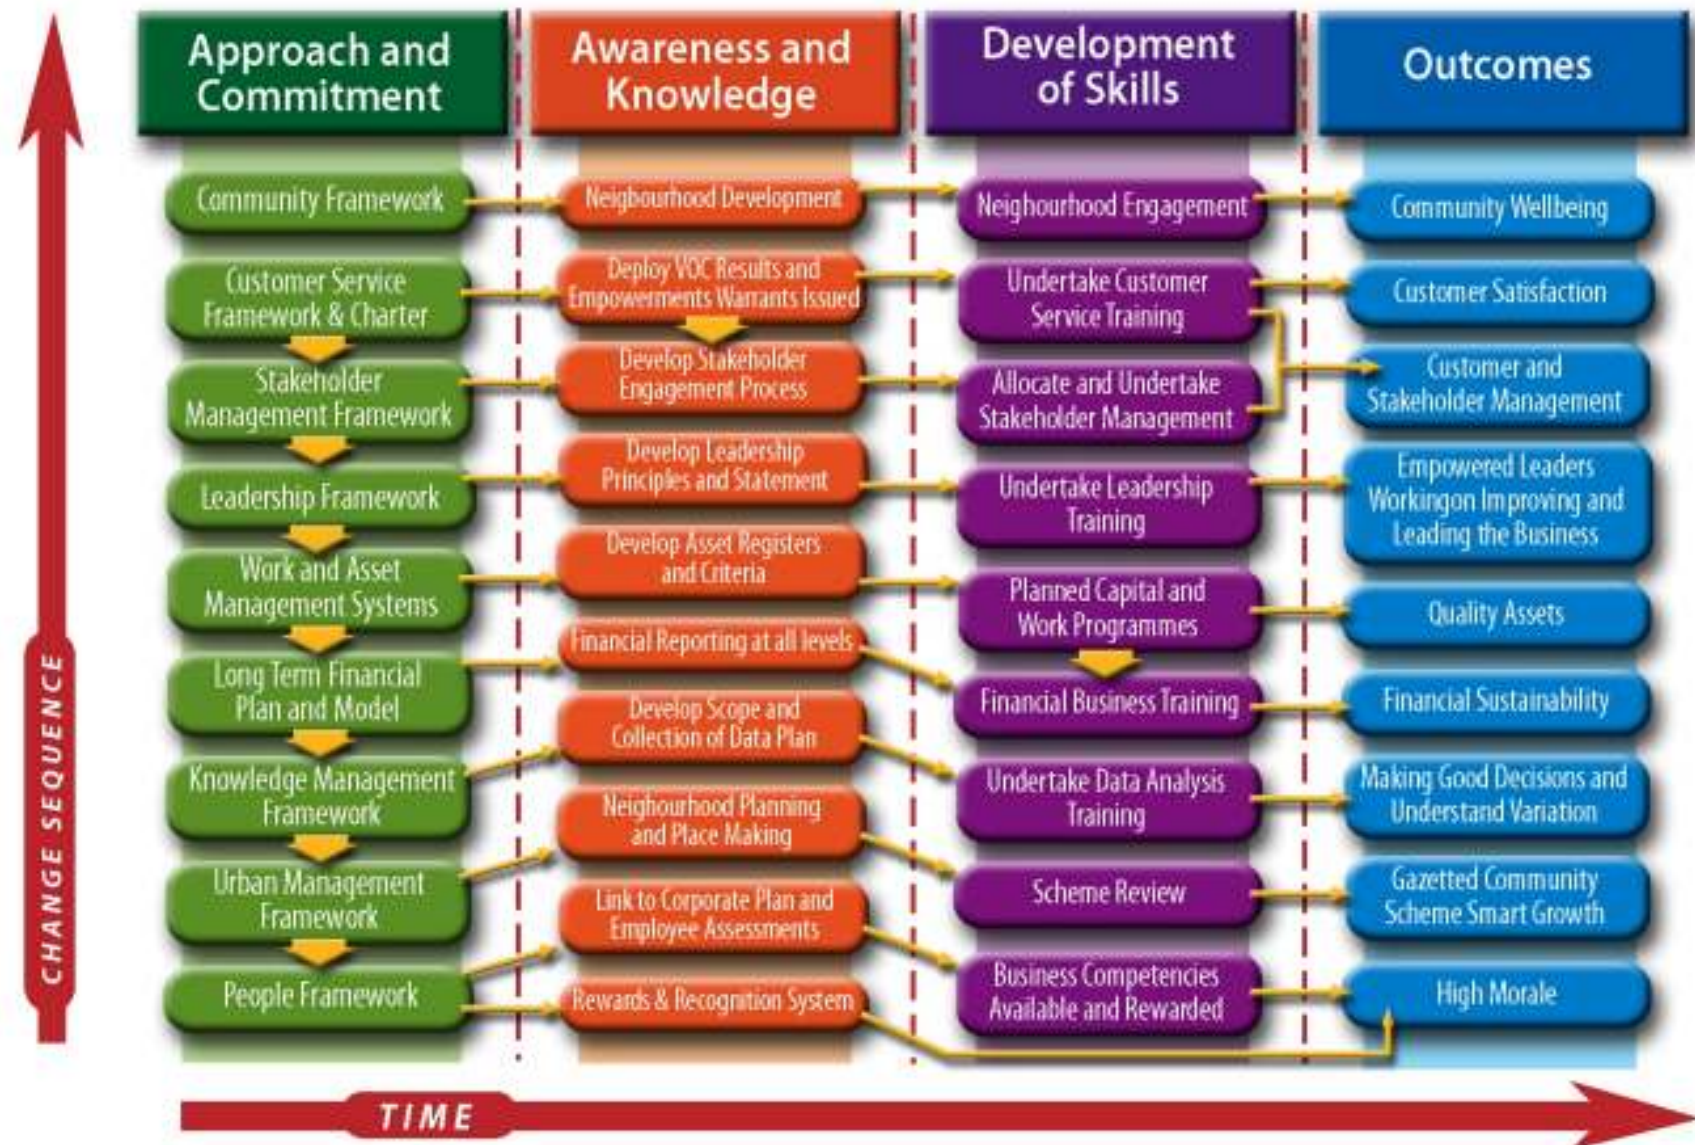 Approach and
Commitment
Awareness and
Knowledge
Development
of Skills
Outcomes
Community Framework
Neigbourhood Development
Neighourhood Engagement
Community Wellbeing
Customer Service
Framework & Charter
Deploy VOC Results and
Empowerments Warrants Issued
Undertake Customer
Service Training
Customer Satisfaction
Stakeholder
Management Framework
Develop Stakeholder
Engagement Process
Allocate and Undertake
Stakeholder Management
Customer and
Stakeholder Management
Leadership Framework
Develop Leadership
Principles and Statement
Undertake Leadership
Training
Empowered Leaders
Workingon Improving and
Leading the Business
Work and Asset
Management Systems
Develop Asset Registers
and Criteria
Planned Capital and
Work Programmes
Quality Assets
Long Term Financial
Plan and Model
Financial Reporting at all levels
Financial Business Training
Financial Sustainability
Knowledge Management
Framework
Develop Scope and
Collection of Data Plan
Undertake Data Analysis
Training
Making Good Decisions and
Understand Variation
Urban Management
Framework
Neighbourhood Planning
and Place Making
Scheme Review
Gazetted Community
Scheme Smart Growth
People Framework
Link to Corporate Plan and
Employee Assessments
Rewards & Recognition System
Business Competencies
Available and Rewarded
High Morale
CHANGE SEQUENCE
TIME